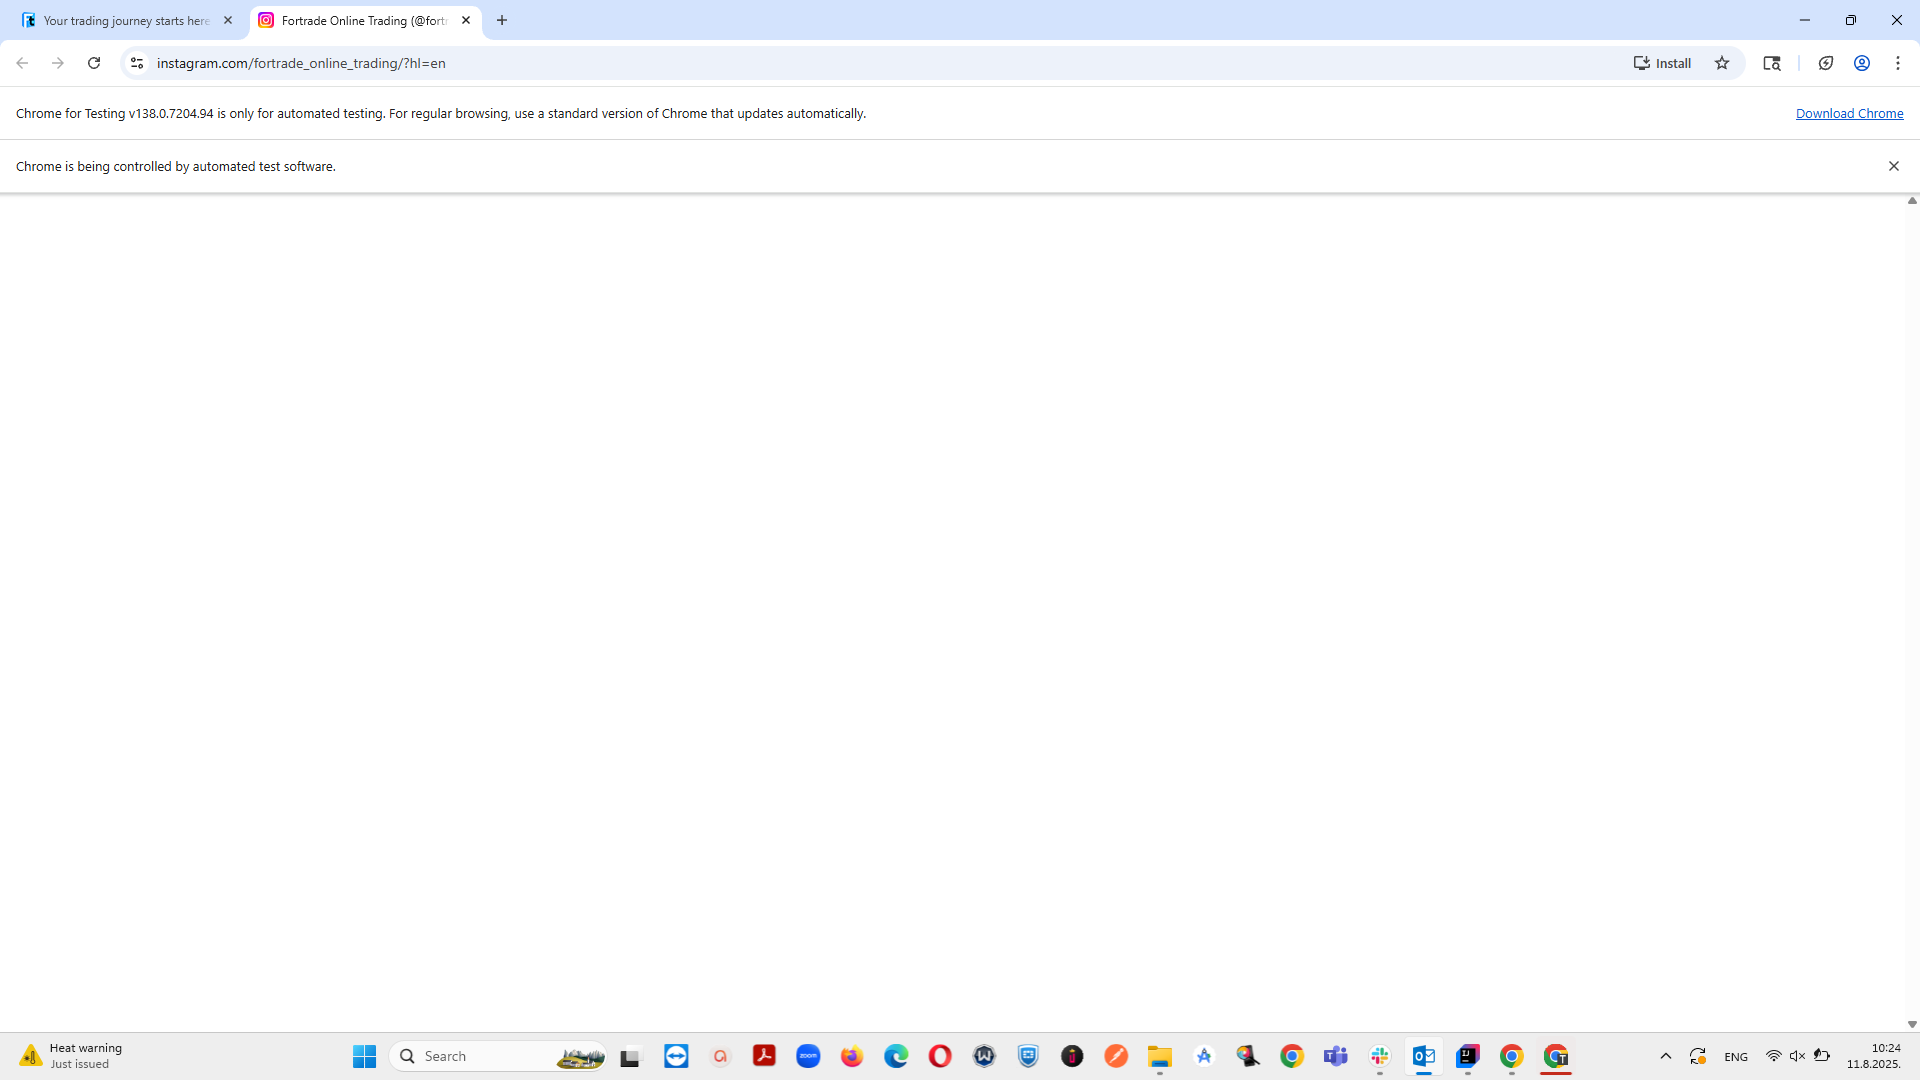 Your trading journey starts here
Fortrade Online Trading (@fort
instagram.com/fortrade_online_trading/?hl=en
Install
Chrome for Testing v138.0.7204.94 is only for automated testing. For regular browsing, use a standard version of Chrome that updates automatically.
Download Chrome
Chrome is being controlled by automated test software.
Heat warning
Just issued
Search
zoom
ENG
10:24
11.8.2025.